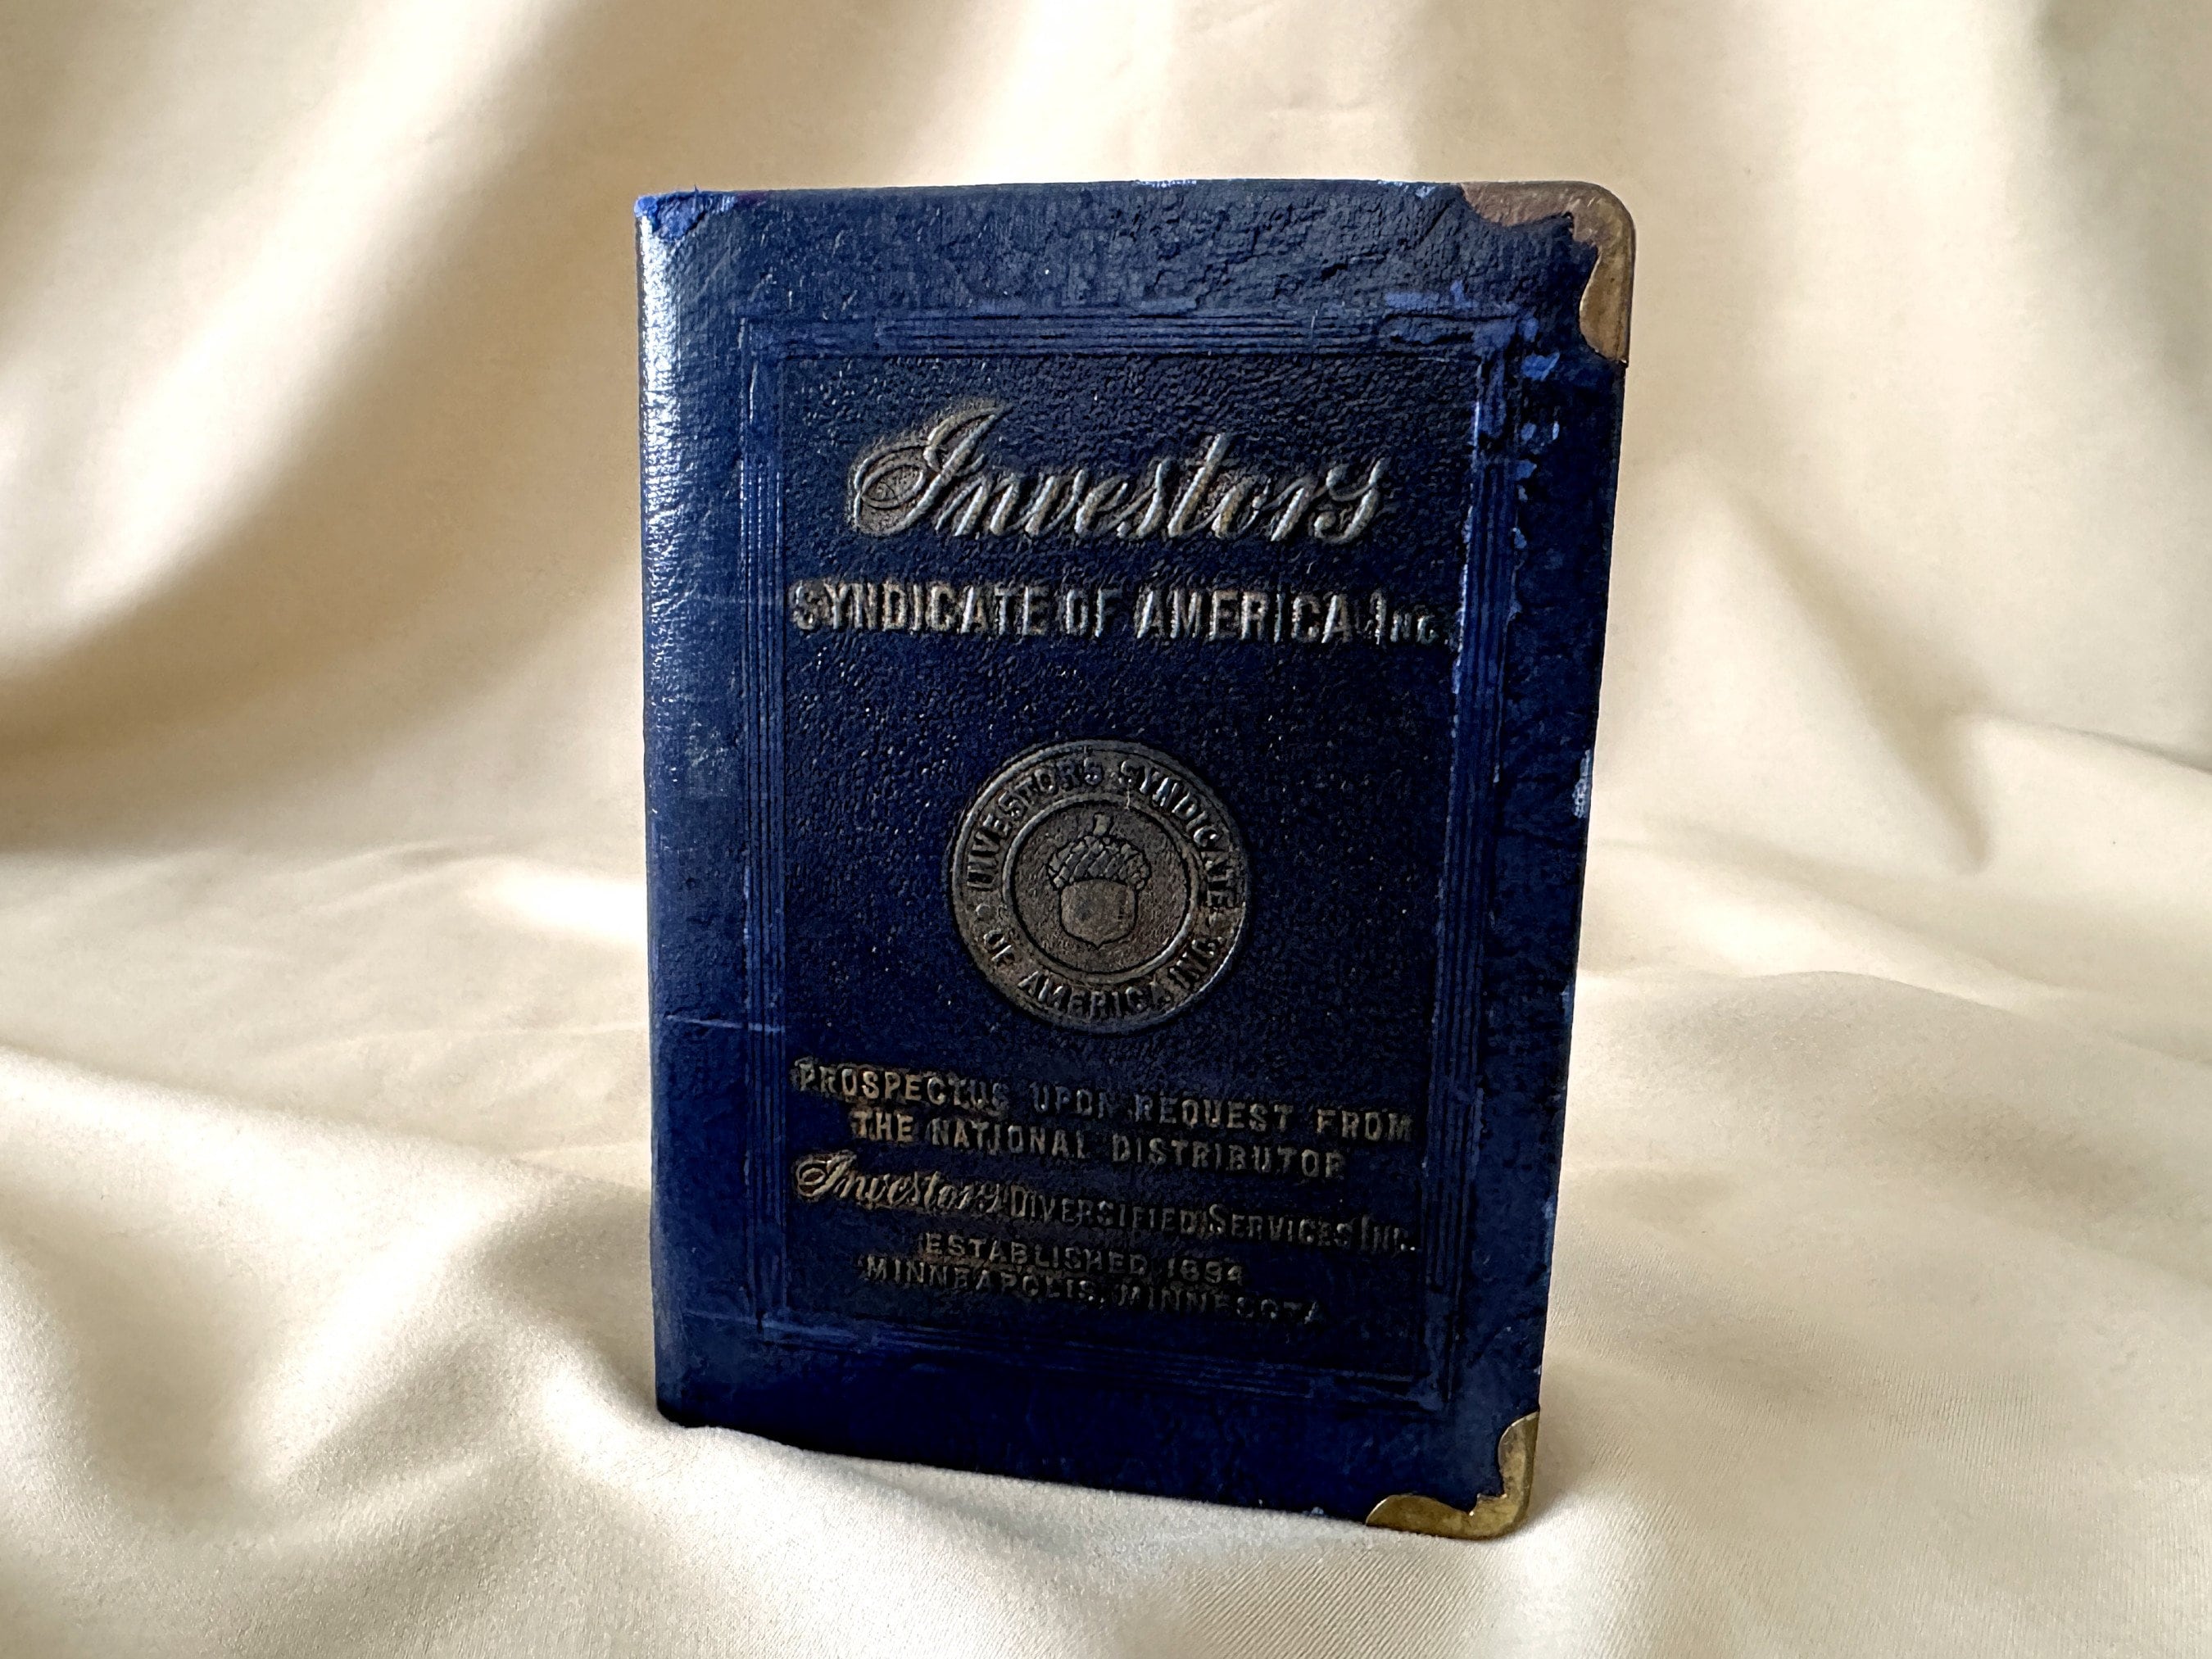 Investors
SYNDICATE OF AMERICA INC.
INVESTORS SYNDICATE
OF AMERICA INC.
PROSPECTUS UPON REQUEST FROM
THE NATIONAL DISTRIBUTOR
Investors DIVERSIFIED SERVICES INC.
ESTABLISHED 1894
MINNEAPOLIS, MINNESOTA